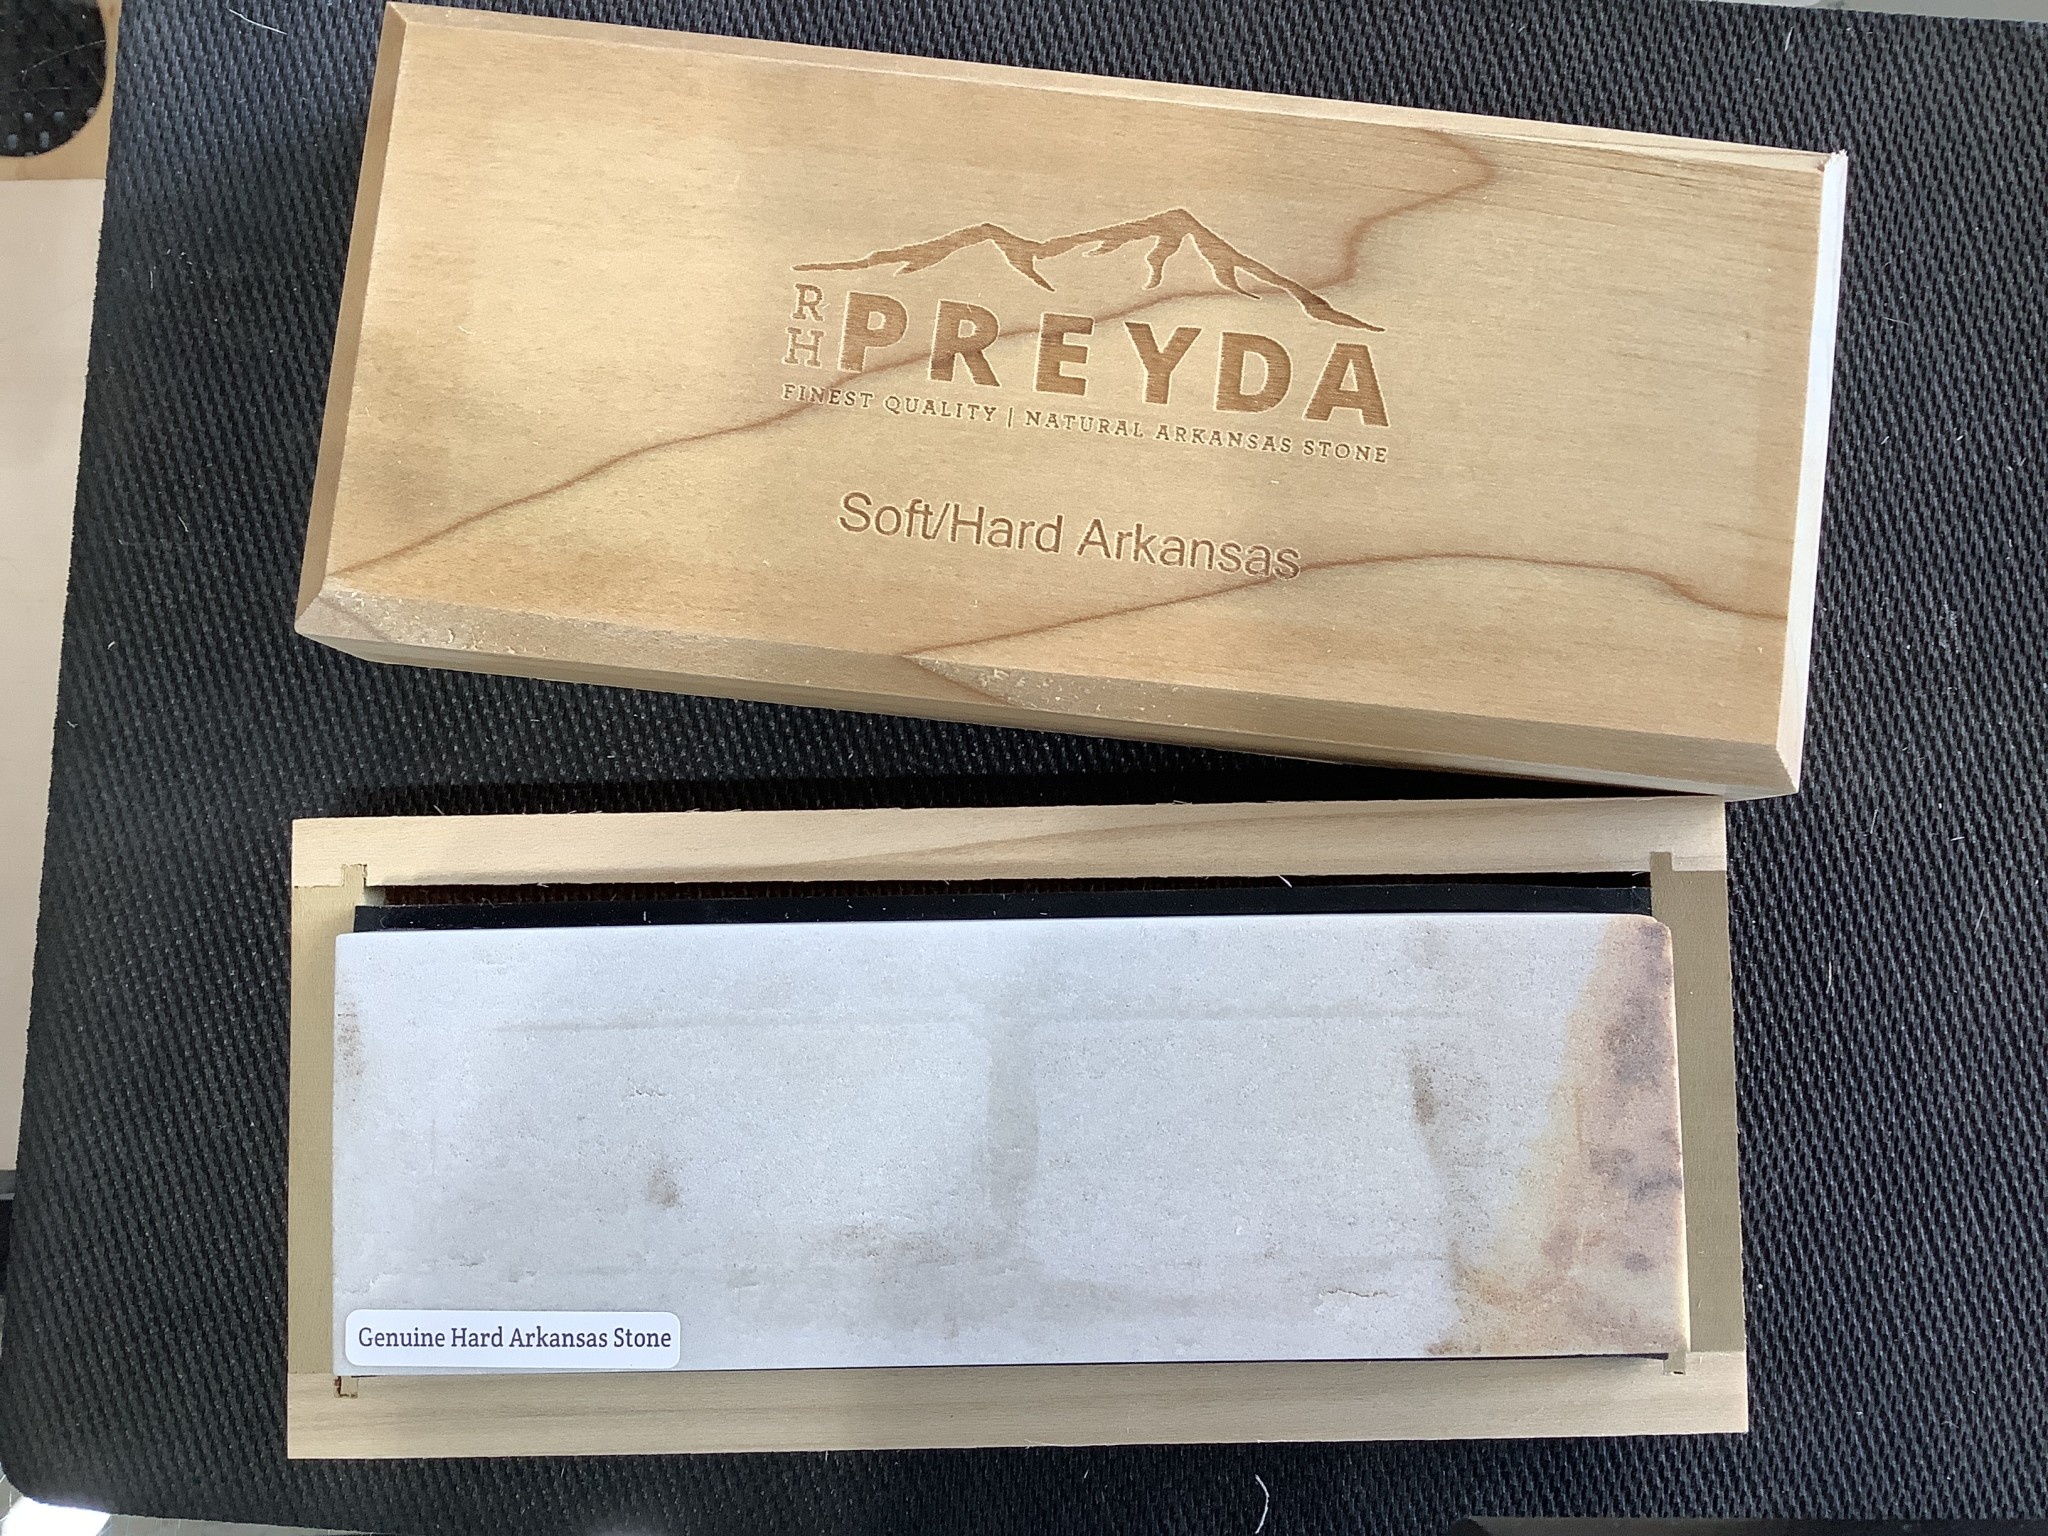 RH PREYDA
FINEST QUALITY | NATURAL ARKANSAS STONE
Soft/Hard Arkansas
Genuine Hard Arkansas Stone